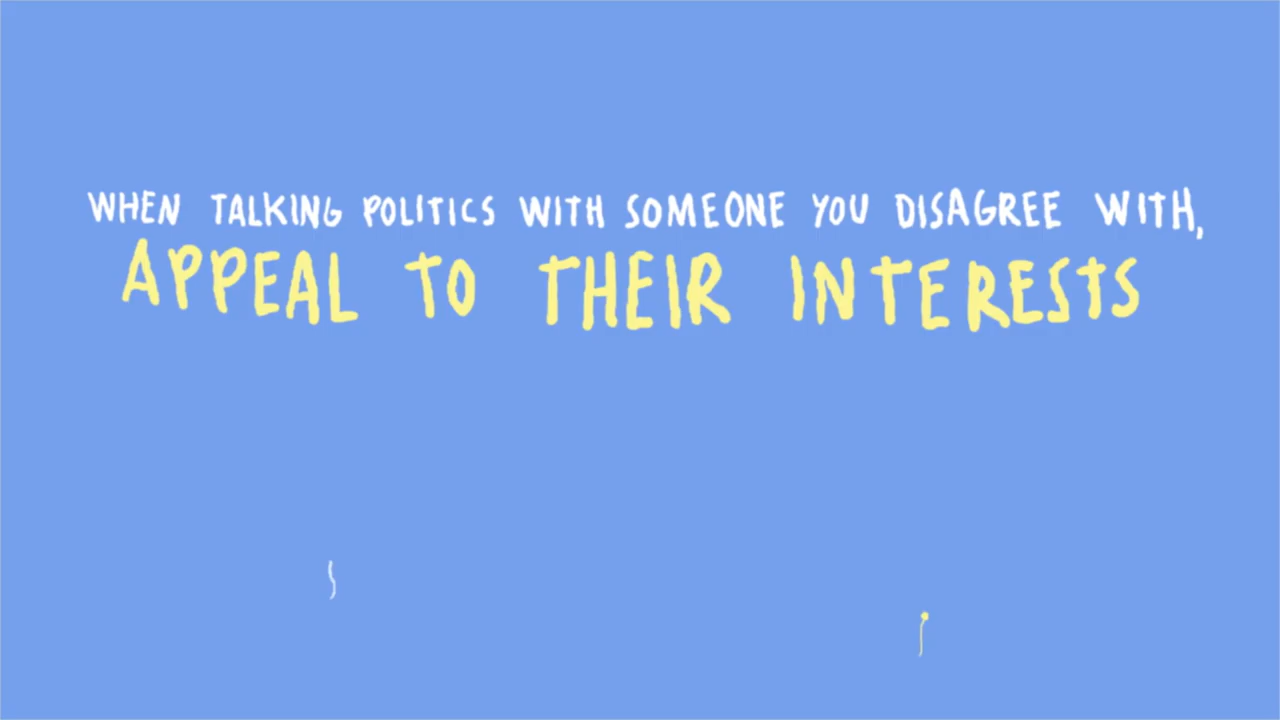 WHEN TALKING POLITICS WITH SOMEONE YOU DISAGREE WITH,
APPEAL TO THEIR INTERESTS